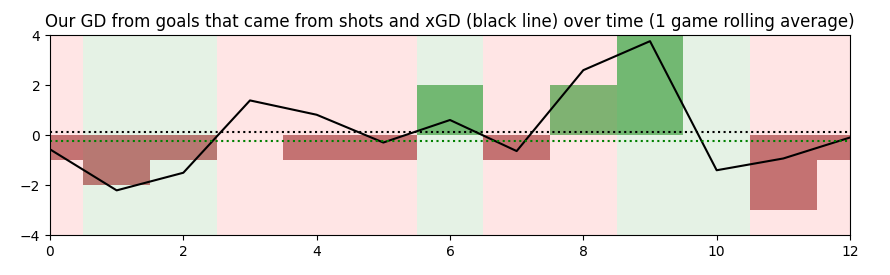 Our GD from goals that came from shots and xGD (black line) over time (1 game rolling average)
4
2
0
−2
−4
0 2 4 6 8 10 12